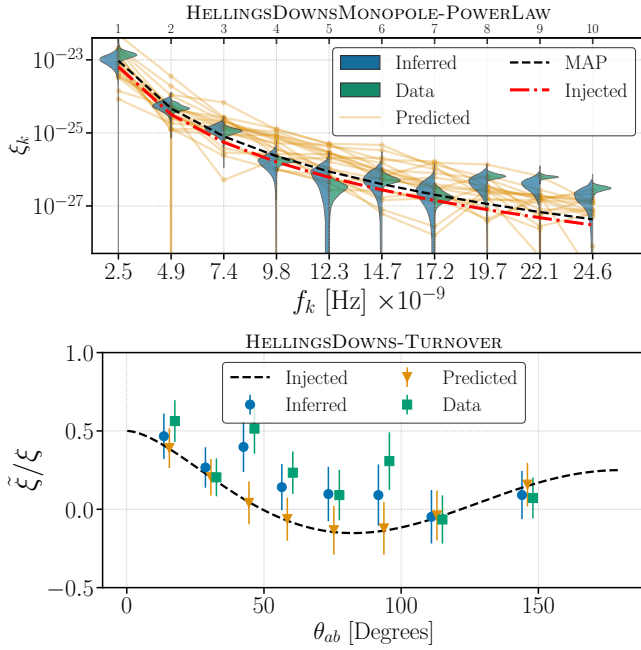 HELLINGSDOWNSMONOPOLE-POWERLAW
1 2 3 4 5 6 7 8 9 10
ξ_k
10^{-23}
10^{-25}
10^{-27}
Inferred
Data
Predicted
MAP
Injected
2.5 4.9 7.4 9.8 12.3 14.7 17.2 19.7 22.1 24.6
f_k [Hz] ×10^{-9}
HELLINGSDOWNS-TURNOVER
ξ̃/ξ
1.0
0.5
0.0
−0.5
Injected
Inferred
Predicted
Data
0 50 100 150
θ_{ab} [Degrees]